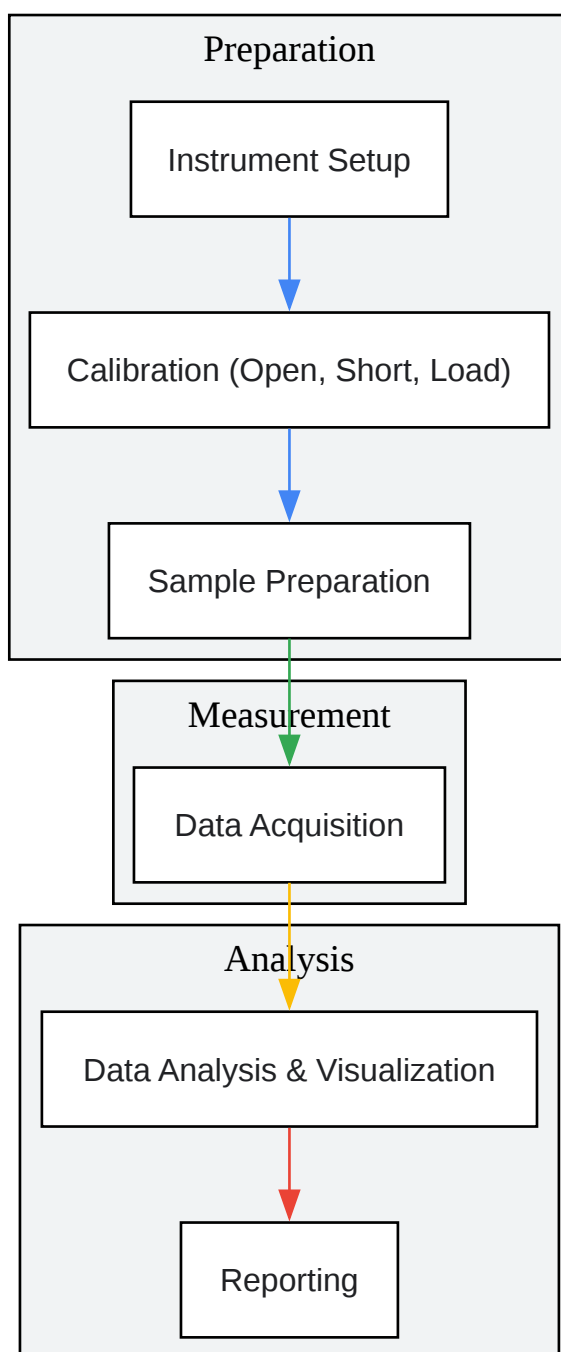 Preparation
Instrument Setup
Calibration (Open, Short, Load)
Sample Preparation
Measurement
Data Acquisition
Analysis
Data Analysis & Visualization
Reporting